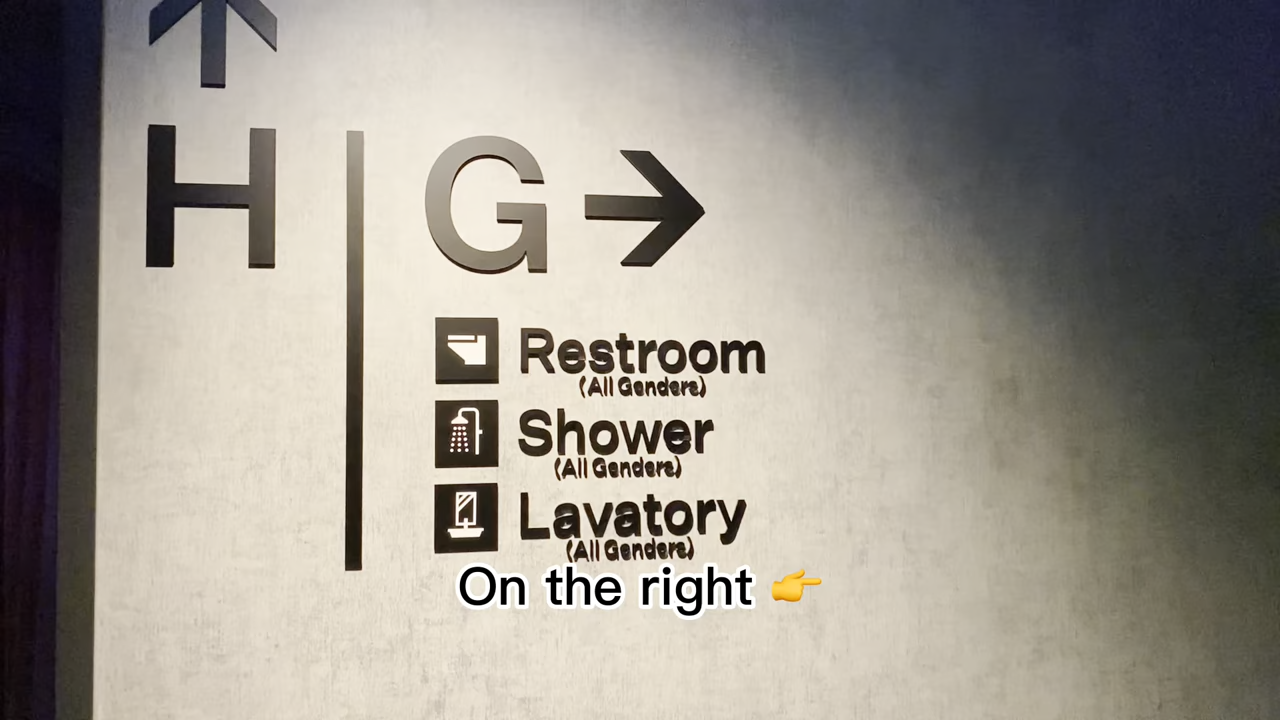 H
G
Restroom
(All Genders)
Shower
(All Genders)
Lavatory
(All Genders)
On the right 👉